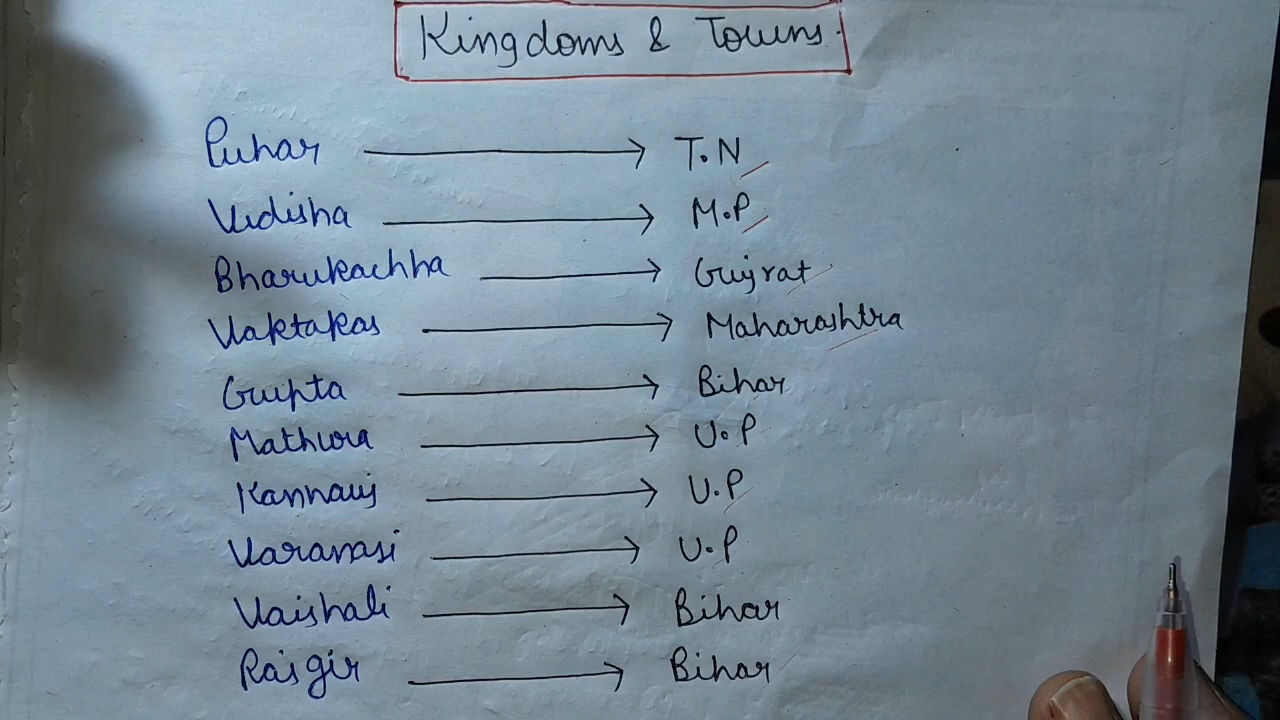 Kingdoms & Towns.
Puhar → T.N
Vidisha → M.P
Bharukachha → Gujrat
Vaktakas → Maharashtra
Gupta → Bihar
Mathura → U.P
Kannauj → U.P
Varanasi → U.P
Vaishali → Bihar
Rajgir → Bihar